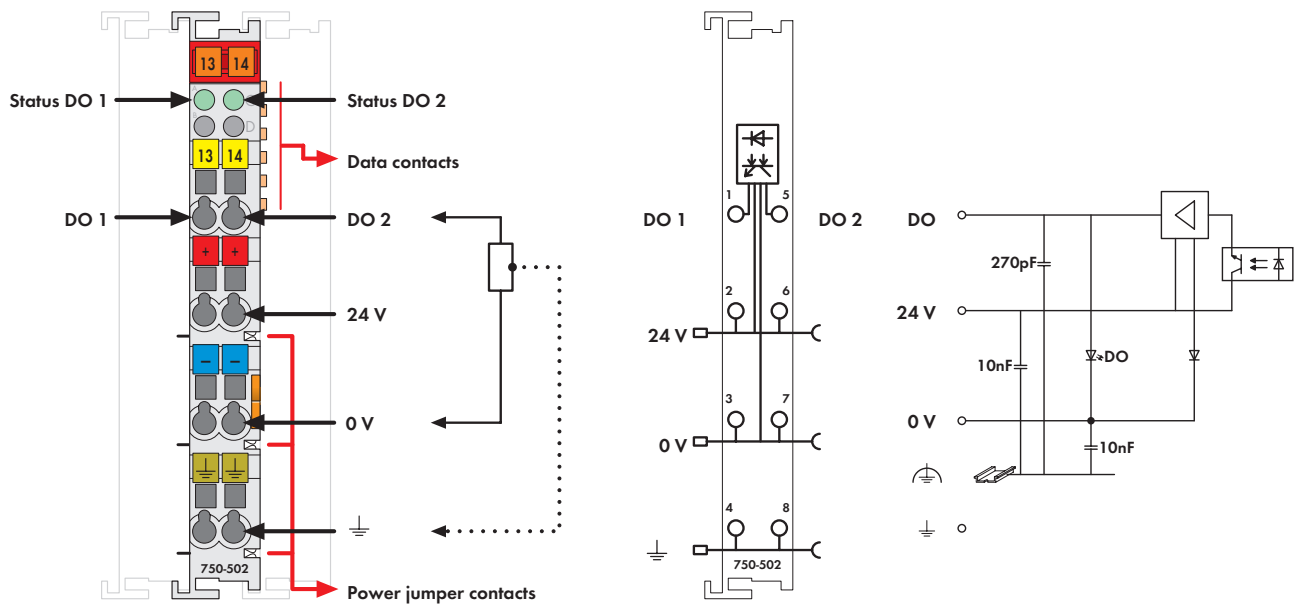 13 14
A C
Status DO 1
Status DO 2
B D
13 14
Data contacts
DO 1
DO 2
+ +
24 V
– –
0 V
750-502
Power jumper contacts
1 5
DO 1
DO 2
2 6
24 V
3 7
0 V
4 8
750-502
DO
270pF
24 V
10nF
DO
0 V
10nF